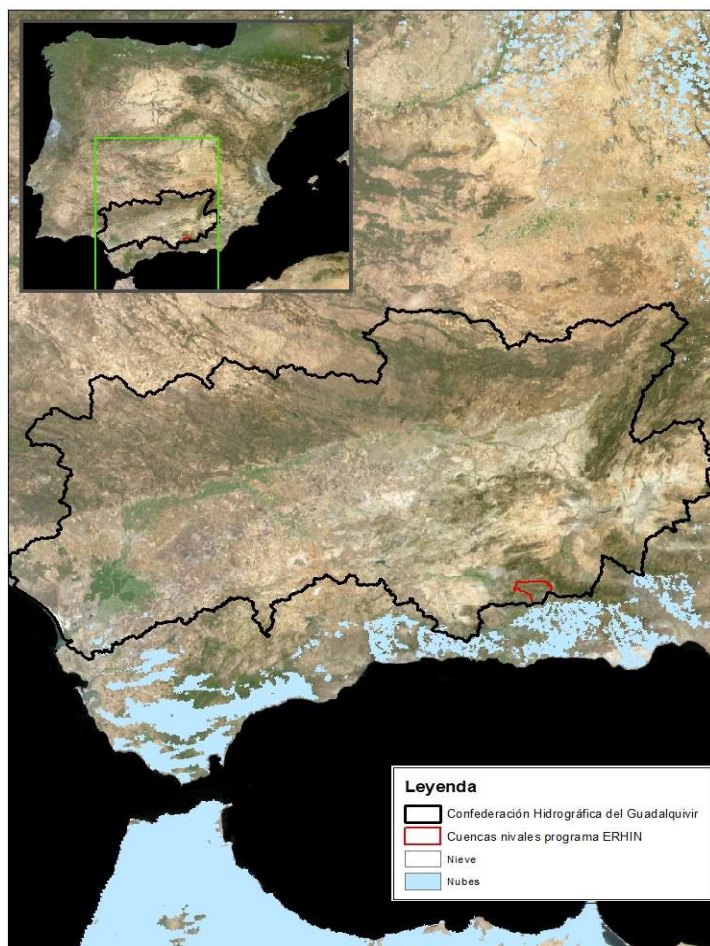 Leyenda
Confederación Hidrográfica del Guadalquivir
Cuencas nivales programa ERHIN
Nieve
Nubes